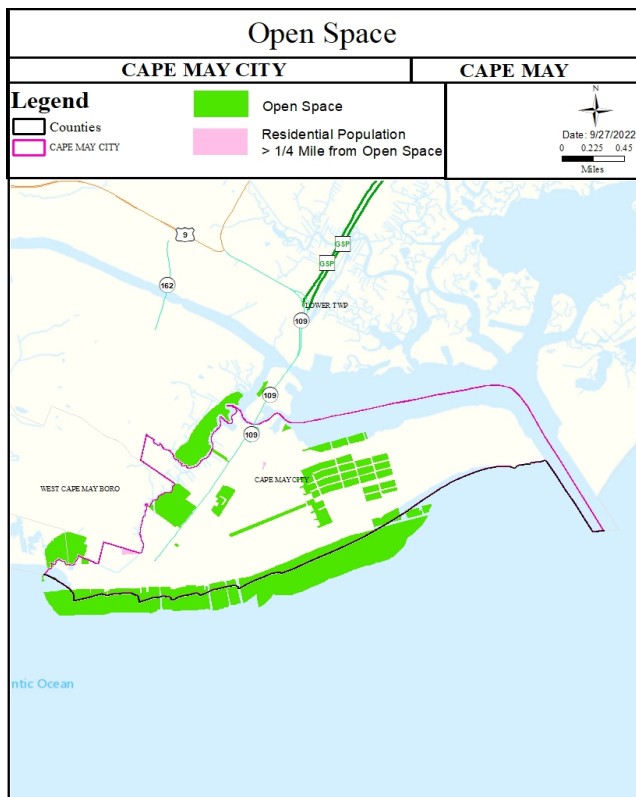 Open Space
CAPE MAY CITY
CAPE MAY
Legend
Counties
CAPE MAY CITY
Open Space
Residential Population
> 1/4 Mile from Open Space
N
Date: 9/27/2022
0 0.225 0.45
Miles
9
GSP
GSP
162
LOWER TWP
109
109
109
CAPE MAY CITY
WEST CAPE MAY BORO
ntic Ocean